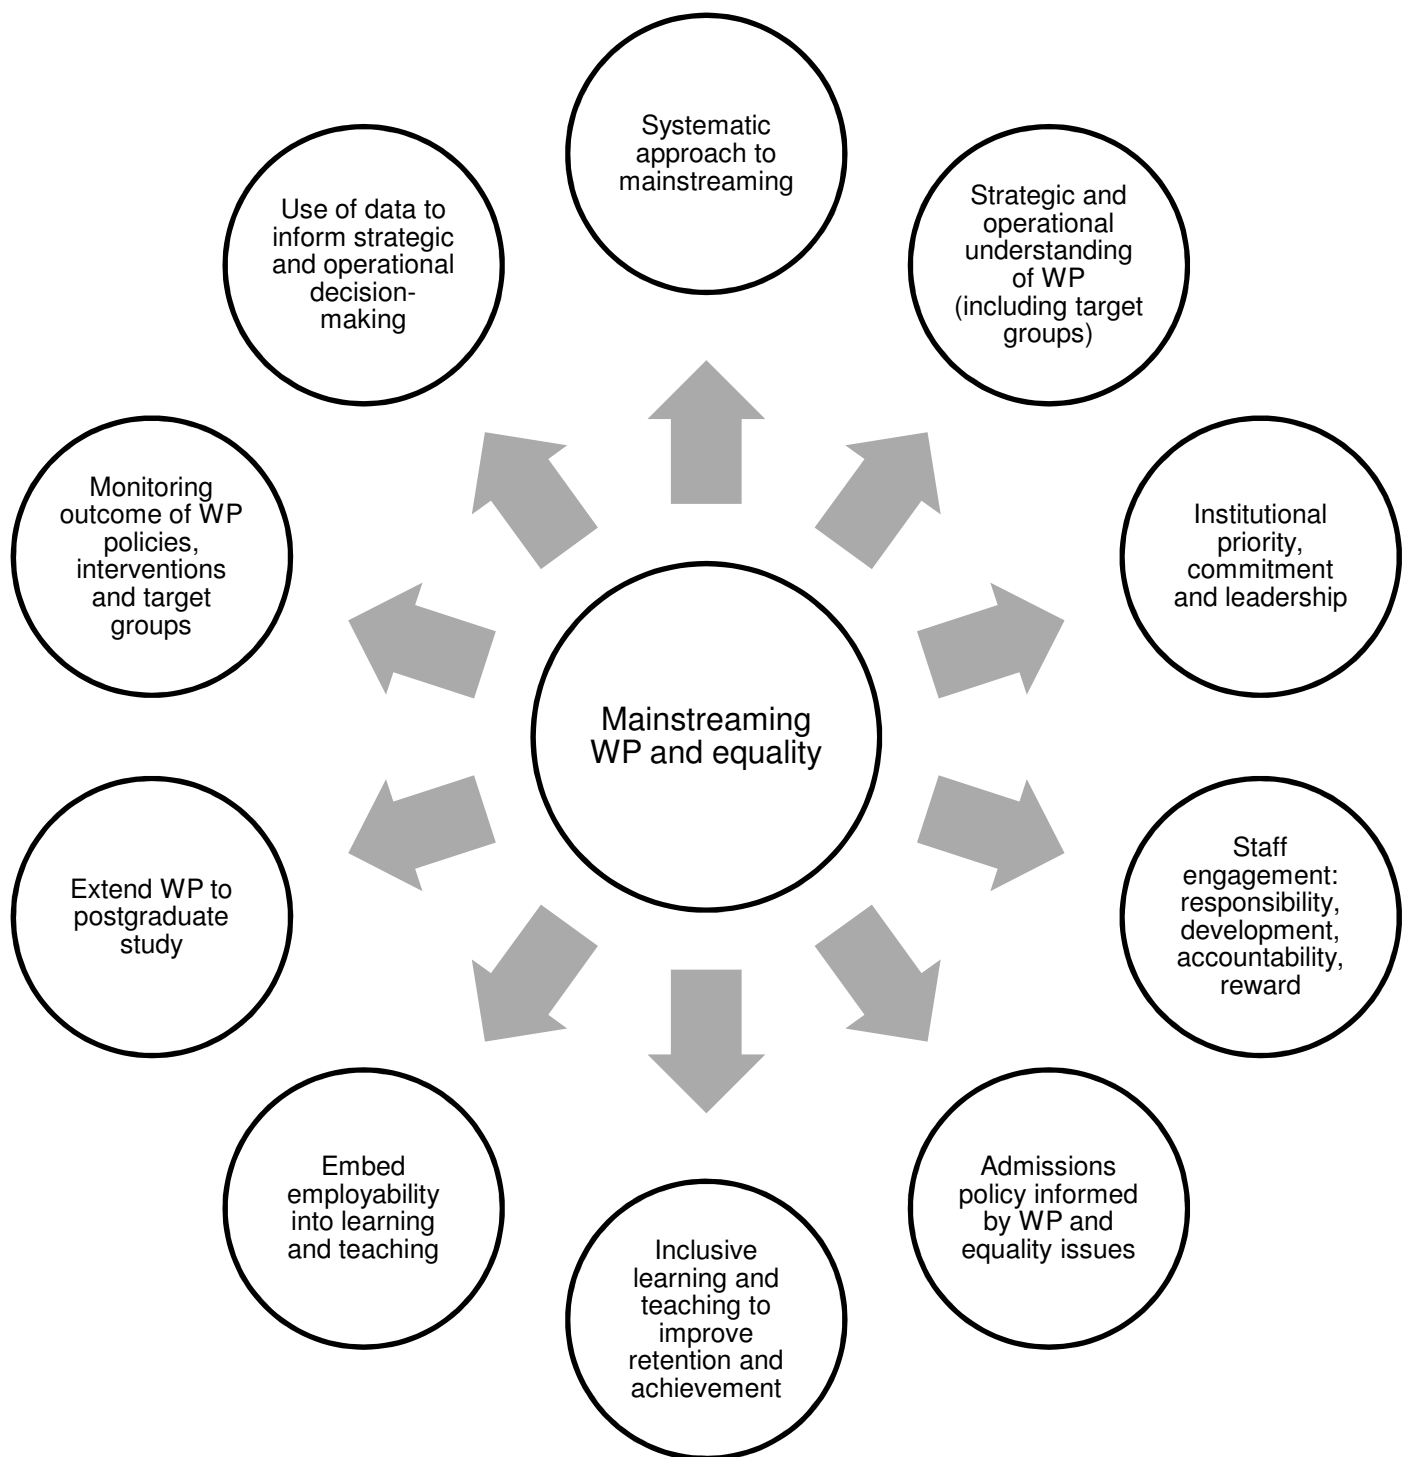 Systematic
approach to
mainstreaming
Strategic and
operational
understanding
of WP
(including target
groups)
Institutional
priority,
commitment
and leadership
Staff
engagement:
responsibility,
development,
accountability,
reward
Admissions
policy informed
by WP and
equality issues
Inclusive
learning and
teaching to
improve
retention and
achievement
Embed
employability
into learning
and teaching
Extend WP to
postgraduate
study
Monitoring
outcome of WP
policies,
interventions
and target
groups
Use of data to
inform strategic
and operational
decision-
making
Mainstreaming
WP and equality